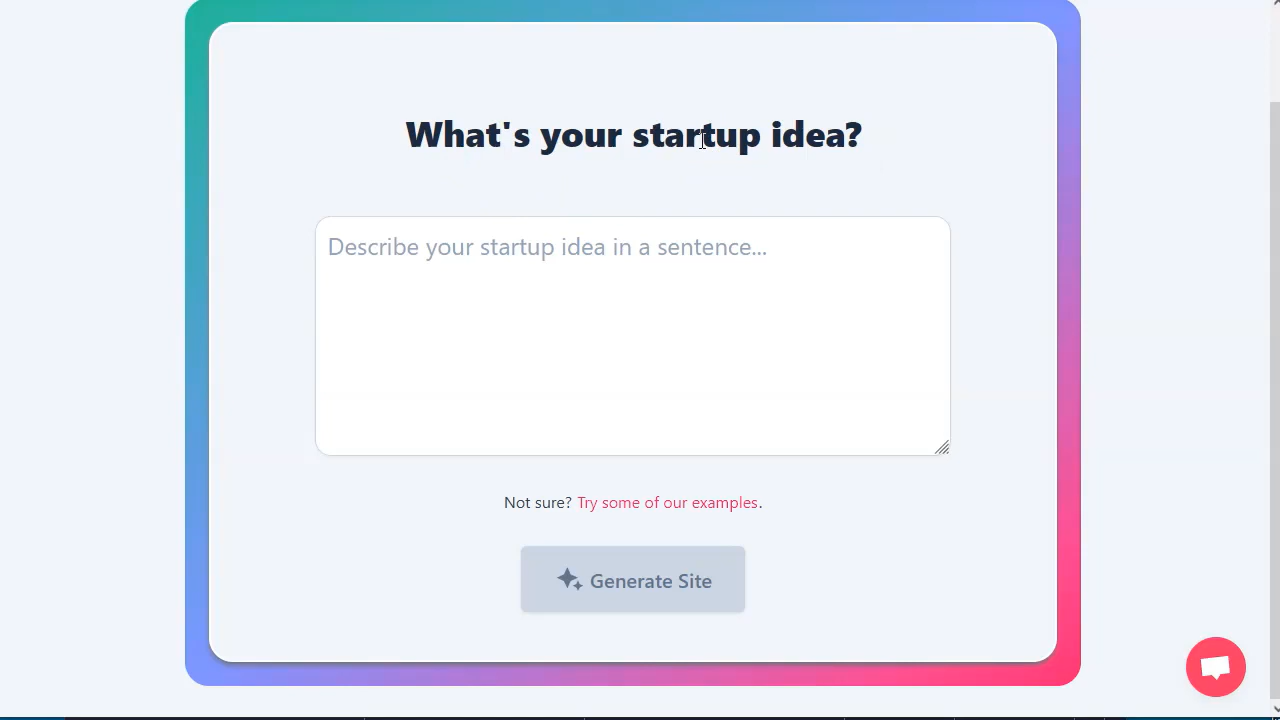 What's your startup idea?
Describe your startup idea in a sentence...
Not sure? Try some of our examples.
Generate Site